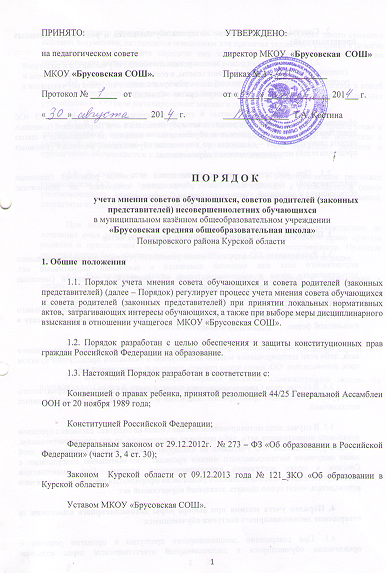 ПРИНЯТО: УТВЕРЖДЕНО:
на педагогическом совете директор МКОУ «Брусовская СОШ»
МКОУ «Брусовская СОШ». Приказ №
Протокол № 1 от от « 2014 г.
« 30 » августа 2014 г. Т.А.Костина
П О Р Я Д О К
учета мнения советов обучающихся, советов родителей (законных
представителей) несовершеннолетних обучающихся
в муниципальном казённом общеобразовательном учреждении
«Брусовская средняя общеобразовательная школа»
Поныровского района Курской области
1. Общие положения
1.1. Порядок учета мнения совета обучающихся и совета родителей (законных
представителей) (далее – Порядок) регулирует процесс учета мнения совета обучающихся
и совета родителей (законных представителей) при принятии локальных нормативных
актов, затрагивающих интересы обучающихся, а также при выборе меры дисциплинарного
взыскания в отношении учащегося МКОУ «Брусовская СОШ».
1.2. Порядок разработан с целью обеспечения и защиты конституционных прав
граждан Российской Федерации на образование.
1.3. Настоящий Порядок разработан в соответствии с:
Конвенцией о правах ребенка, принятой резолюцией 44/25 Генеральной Ассамблеи
ООН от 20 ноября 1989 года;
Конституцией Российской Федерации;
Федеральным законом от 29.12.2012г. № 273 – ФЗ «Об образовании в Российской
Федерации» (части 3, 4 ст. 30);
Законом Курской области от 09.12.2013 года № 121_ЗКО «Об образовании в
Курской области»
Уставом МКОУ «Брусовская СОШ».
1